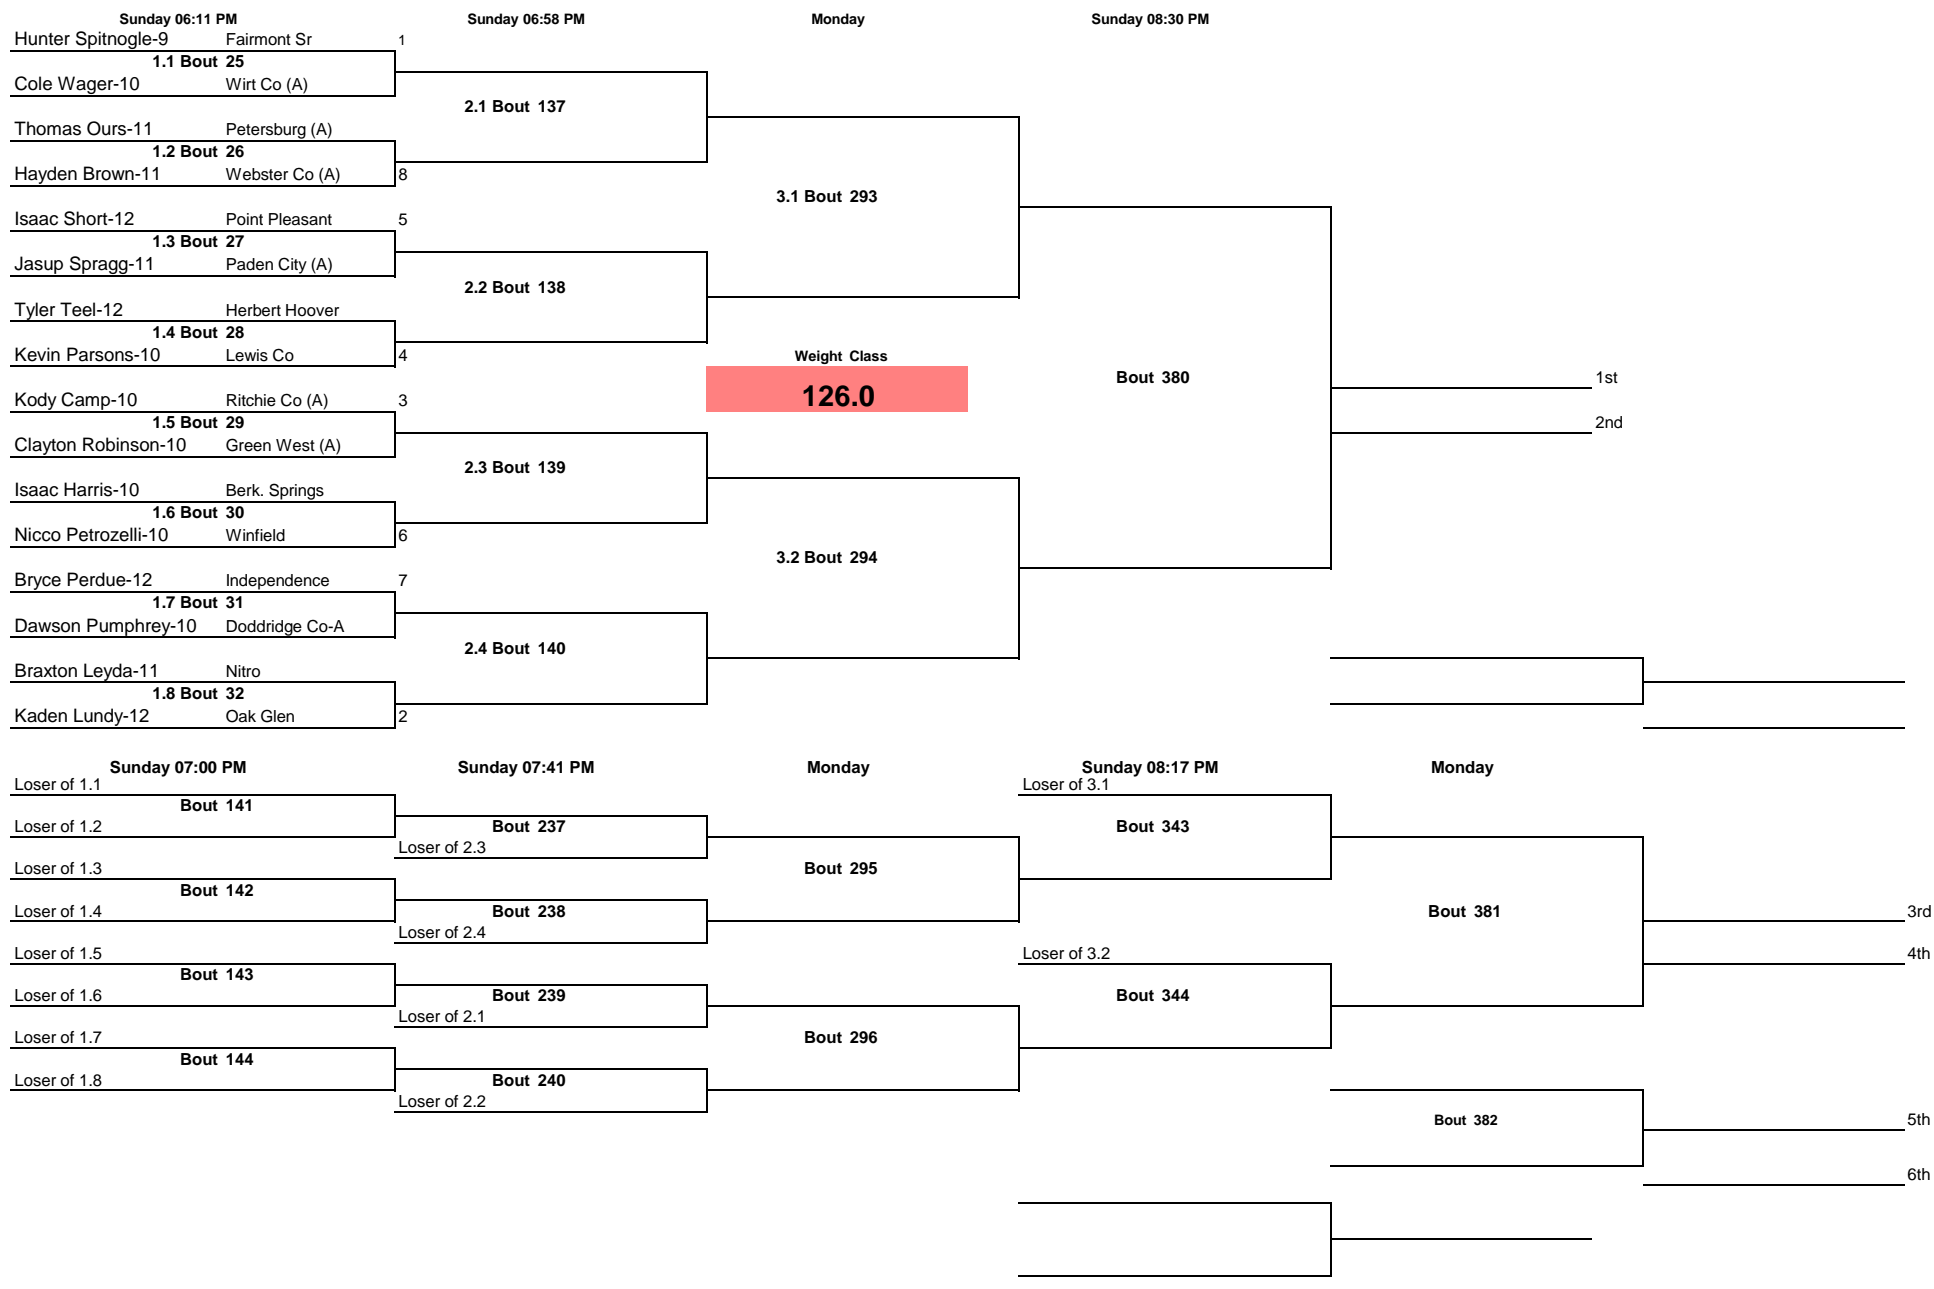 Sunday 06:11 PM Sunday 06:58 PM Monday Sunday 08:30 PM
Hunter Spitnogle-9 Fairmont Sr 1
1.1 Bout 25
Cole Wager-10 Wirt Co (A)
2.1 Bout 137
Thomas Ours-11 Petersburg (A)
1.2 Bout 26
Hayden Brown-11 Webster Co (A) 8
3.1 Bout 293
Isaac Short-12 Point Pleasant 5
1.3 Bout 27
Jasup Spragg-11 Paden City (A)
2.2 Bout 138
Tyler Teel-12 Herbert Hoover
1.4 Bout 28
Kevin Parsons-10 Lewis Co 4
Weight Class
Bout 380 1st
126.0
Kody Camp-10 Ritchie Co (A) 3
1.5 Bout 29 2nd
Clayton Robinson-10 Green West (A)
2.3 Bout 139
Isaac Harris-10 Berk. Springs
1.6 Bout 30
Nicco Petrozelli-10 Winfield 6
3.2 Bout 294
Bryce Perdue-12 Independence 7
1.7 Bout 31
Dawson Pumphrey-10 Doddridge Co-A
2.4 Bout 140
Braxton Leyda-11 Nitro
1.8 Bout 32
Kaden Lundy-12 Oak Glen 2
Sunday 07:00 PM Sunday 07:41 PM Monday Sunday 08:17 PM Monday
Loser of 1.1 Loser of 3.1
Bout 141
Loser of 1.2 Bout 237 Bout 343
Loser of 2.3
Loser of 1.3 Bout 295
Bout 142
Loser of 1.4 Bout 238 Bout 381 3rd
Loser of 2.4
Loser of 1.5 Loser of 3.2 4th
Bout 143
Loser of 1.6 Bout 239 Bout 344
Loser of 2.1
Loser of 1.7 Bout 296
Bout 144
Loser of 1.8 Bout 240
Loser of 2.2
Bout 382 5th
6th